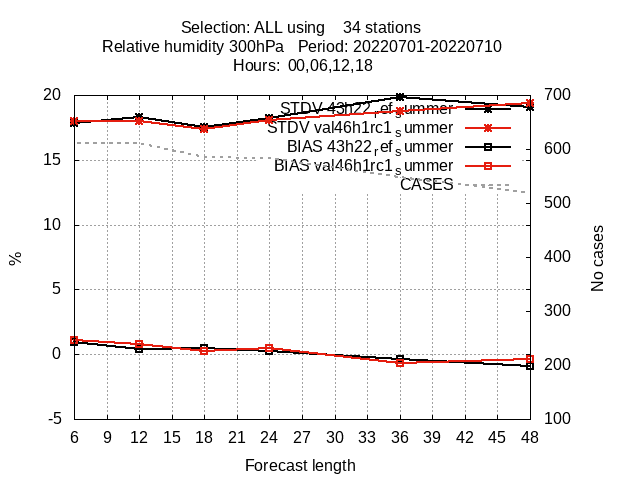 Selection: ALL using    34 stations
Relative humidity 300hPa   Period: 20220701-20220710
Hours:  00,06,12,18
20 700
STDV 43h22_ref_summer
STDV val46h1rc1_summer
15 600
BIAS 43h22_ref_summer
BIAS val46h1rc1_summer
CASES
500
10
% No cases
400
5
300
0 200
-5 100
6 9 12 15 18 21 24 27 30 33 36 39 42 45 48
Forecast length